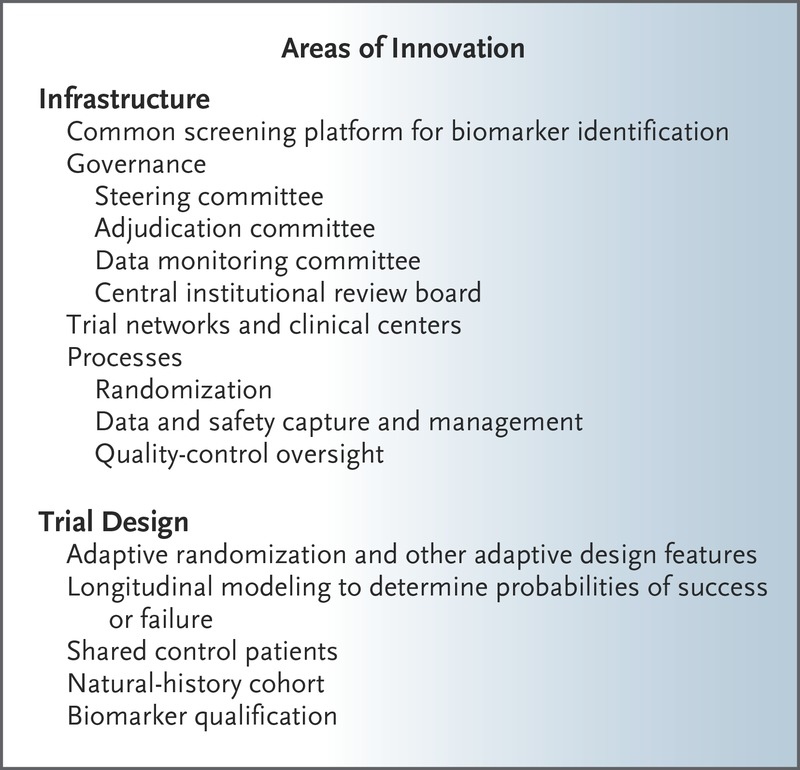 Areas of Innovation
Infrastructure
Common screening platform for biomarker identification
Governance
Steering committee
Adjudication committee
Data monitoring committee
Central institutional review board
Trial networks and clinical centers
Processes
Randomization
Data and safety capture and management
Quality-control oversight
Trial Design
Adaptive randomization and other adaptive design features
Longitudinal modeling to determine probabilities of success
or failure
Shared control patients
Natural-history cohort
Biomarker qualification